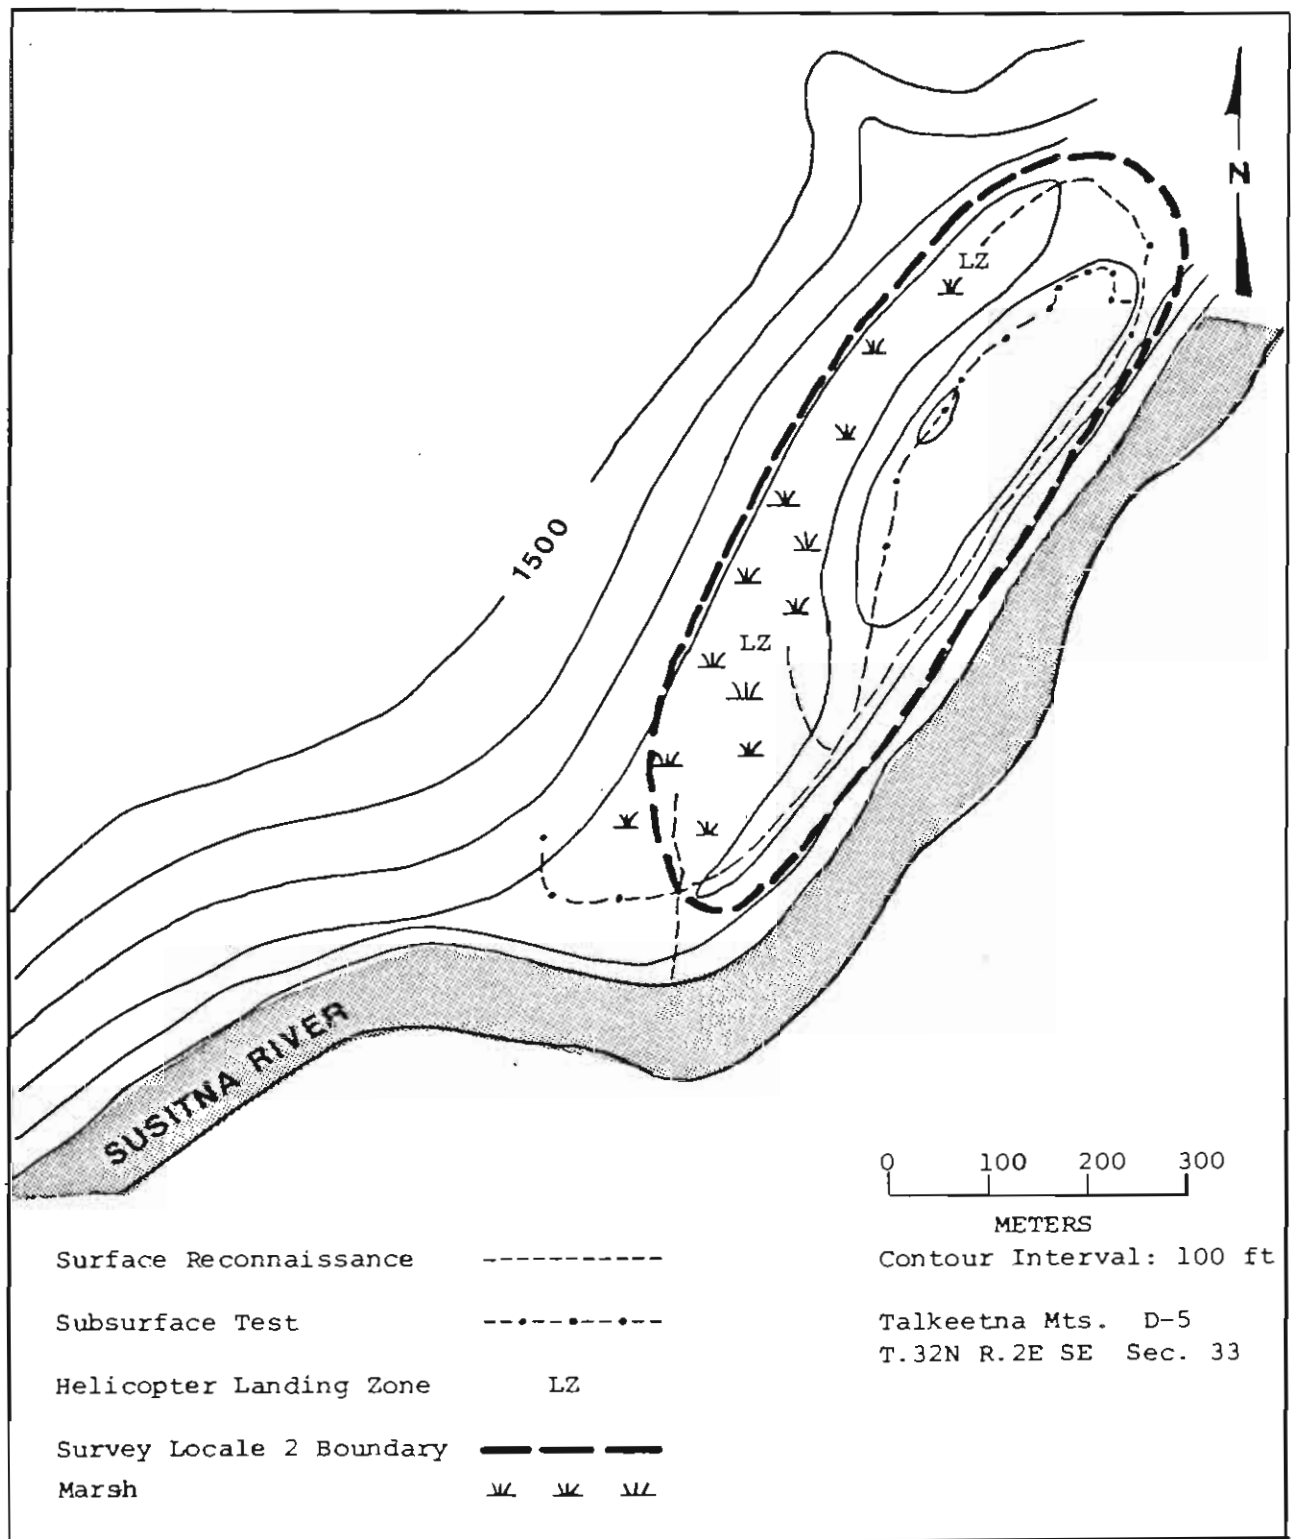 N
LZ
1500
LZ
SUSITNA RIVER
0 100 200 300
METERS
Surface Reconnaissance
Contour Interval: 100 ft
Subsurface Test
Talkeetna Mts. D-5
T.32N R.2E SE Sec. 33
Helicopter Landing Zone LZ
Survey Locale 2 Boundary
Marsh